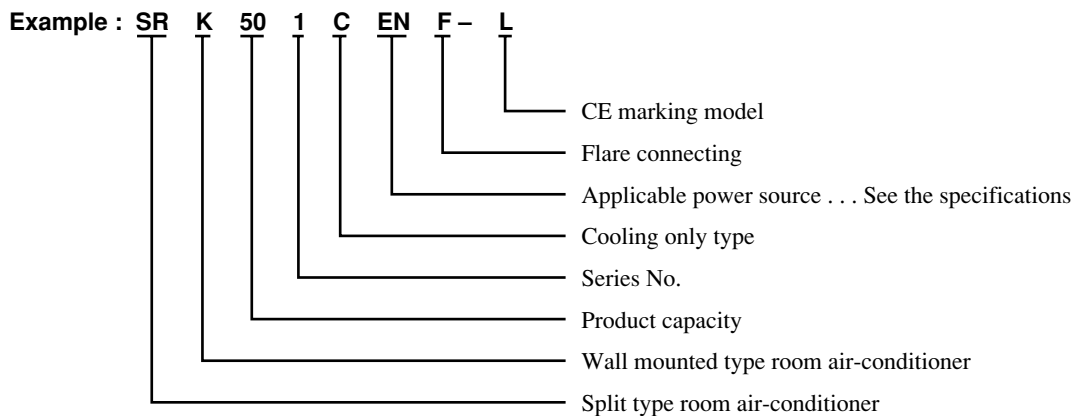 Example : SR K 50 1 C EN F – L
CE marking model
Flare connecting
Applicable power source . . . See the specifications
Cooling only type
Series No.
Product capacity
Wall mounted type room air-conditioner
Split type room air-conditioner